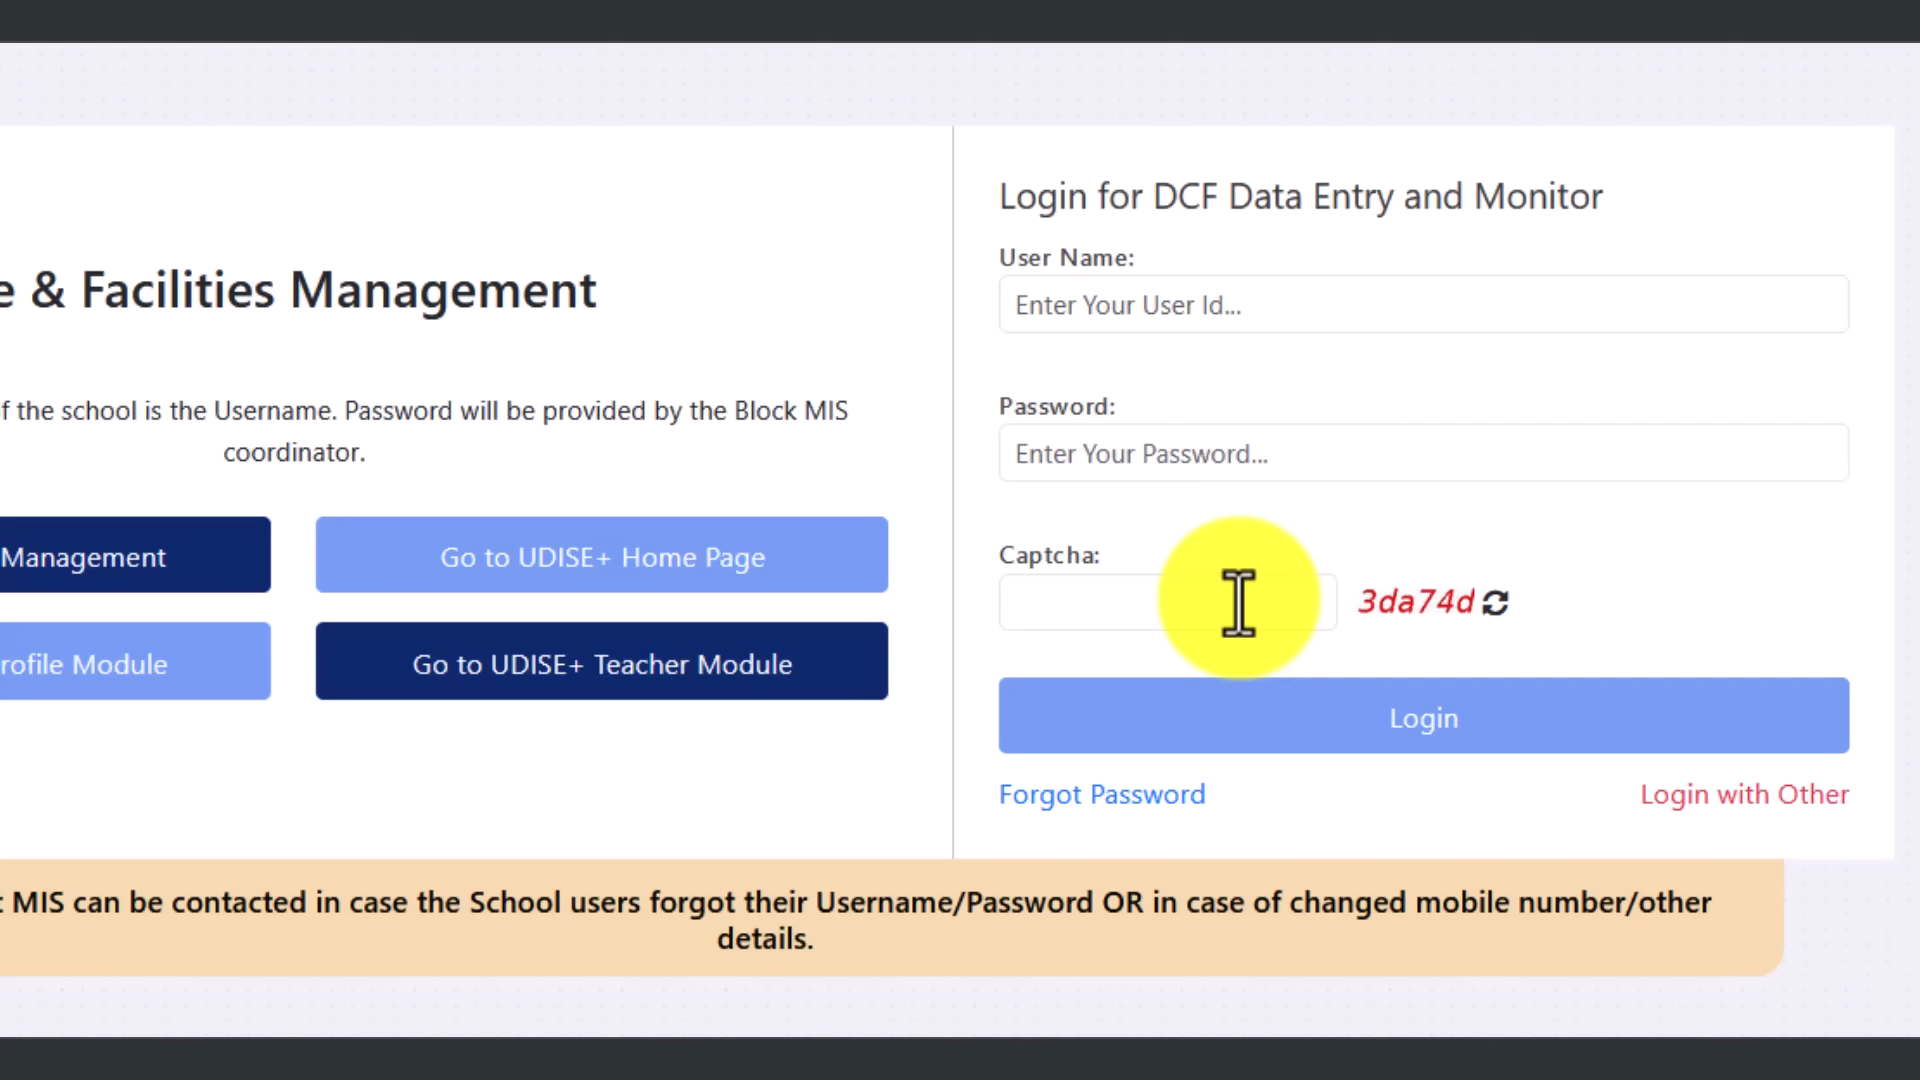 e & Facilities Management
f the school is the Username. Password will be provided by the Block MIS
coordinator.
Management
Go to UDISE+ Home Page
rofile Module
Go to UDISE+ Teacher Module
Login for DCF Data Entry and Monitor
User Name:
Enter Your User Id...
Password:
Enter Your Password...
Captcha:
3da74d
Login
Forgot Password
Login with Other
MIS can be contacted in case the School users forgot their Username/Password OR in case of changed mobile number/other
details.